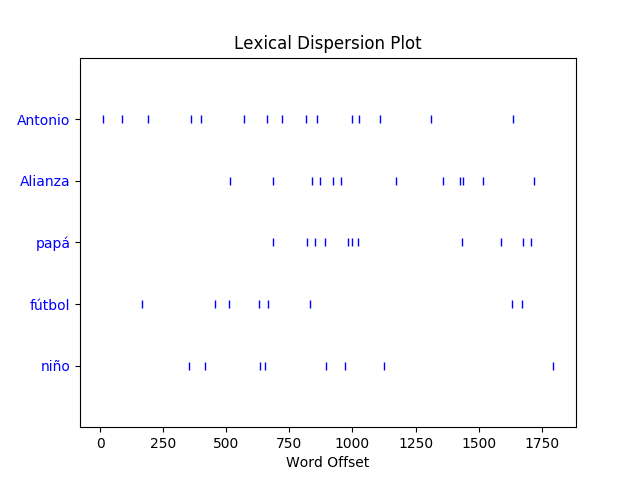 Lexical Dispersion Plot
Antonio
Alianza
papá
fútbol
niño
0 250 500 750 1000 1250 1500 1750
Word Offset